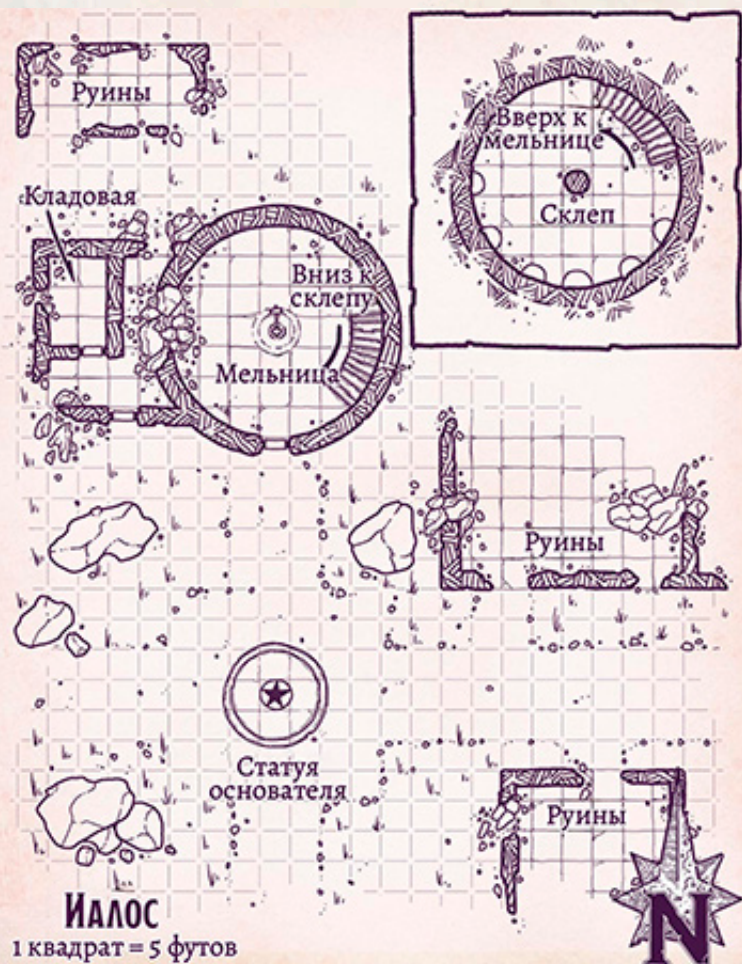 Руины
Вверх к
мельнице
Склеп
Кладовая
Вниз к
склепу
Мельница
Руины
Статуя
основателя
Руины
Иалос
1 квадрат = 5 футов
N